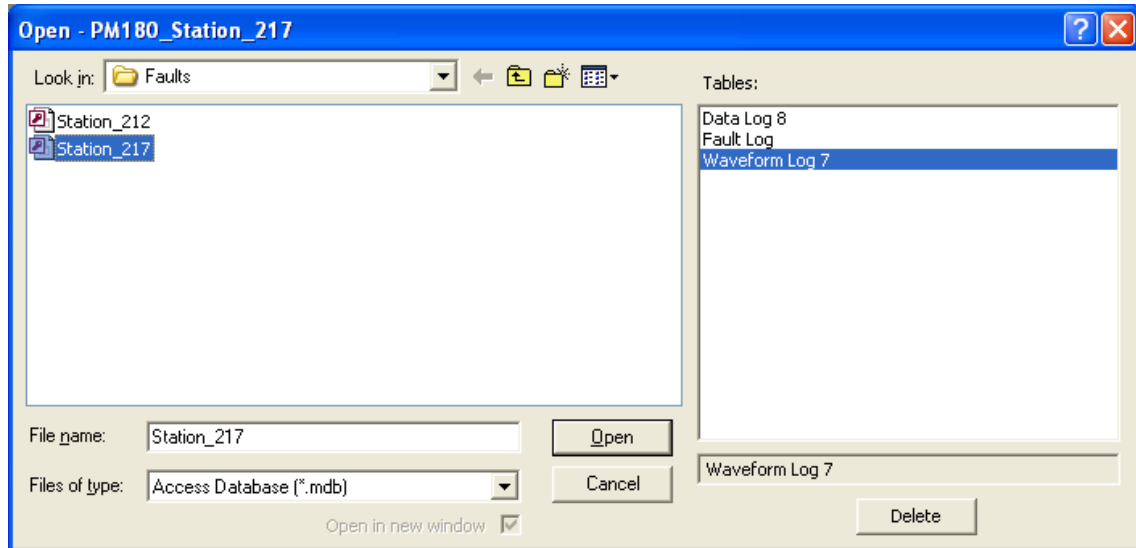 Open - PM180_Station_217
Look in: Faults
Station_212
Station_217
File name: Station_217
Open
Files of type: Access Database (*.mdb)
Cancel
Open in new window
Tables:
Data Log 8
Fault Log
Waveform Log 7
Waveform Log 7
Delete